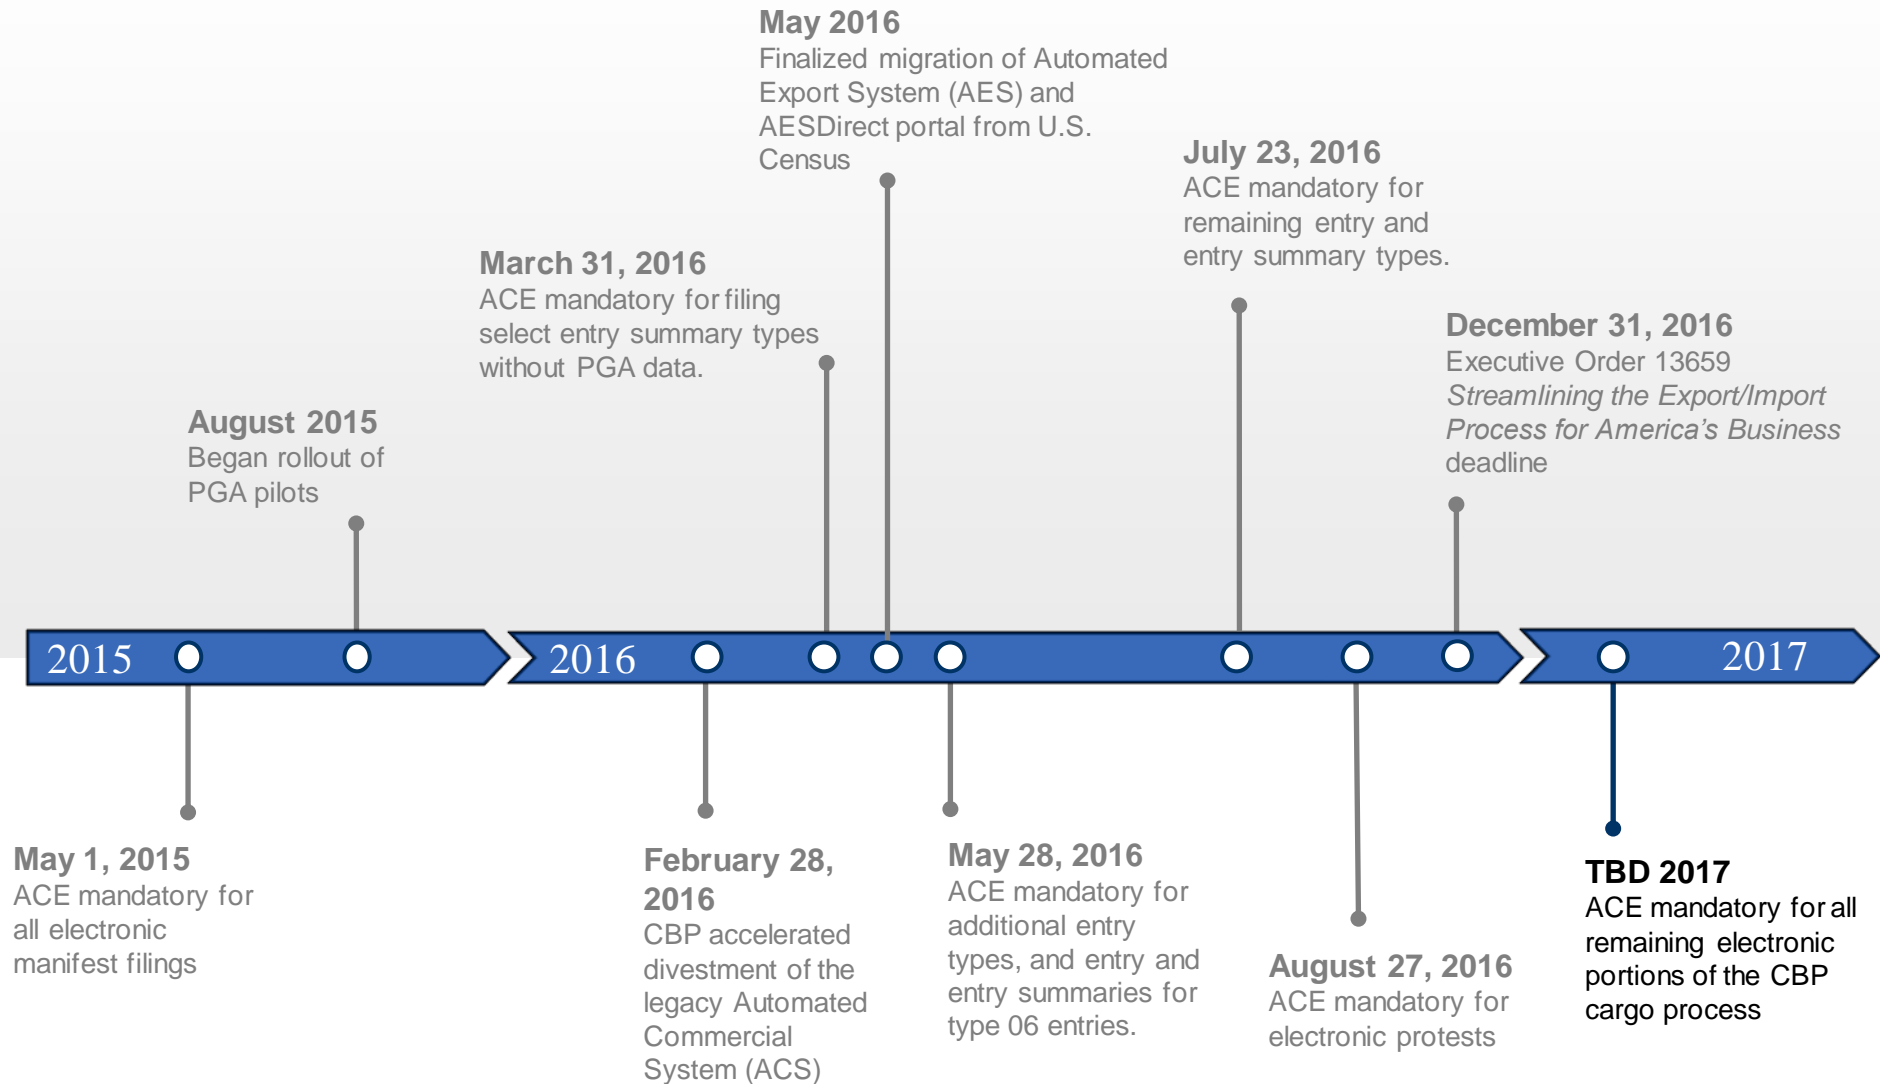 May 2016
Finalized migration of Automated
Export System (AES) and
AESDirect portal from U.S.
Census
July 23, 2016
ACE mandatory for
remaining entry and
entry summary types.
March 31, 2016
ACE mandatory for filing
select entry summary types
without PGA data.
December 31, 2016
Executive Order 13659
Streamlining the Export/Import
Process for America's Business
deadline
August 2015
Began rollout of
PGA pilots
2015
2016
2017
May 1, 2015
ACE mandatory for
all electronic
manifest filings
February 28,
2016
CBP accelerated
divestment of the
legacy Automated
Commercial
System (ACS)
May 28, 2016
ACE mandatory for
additional entry
types, and entry and
entry summaries for
type 06 entries.
August 27, 2016
ACE mandatory for
electronic protests
TBD 2017
ACE mandatory for all
remaining electronic
portions of the CBP
cargo process